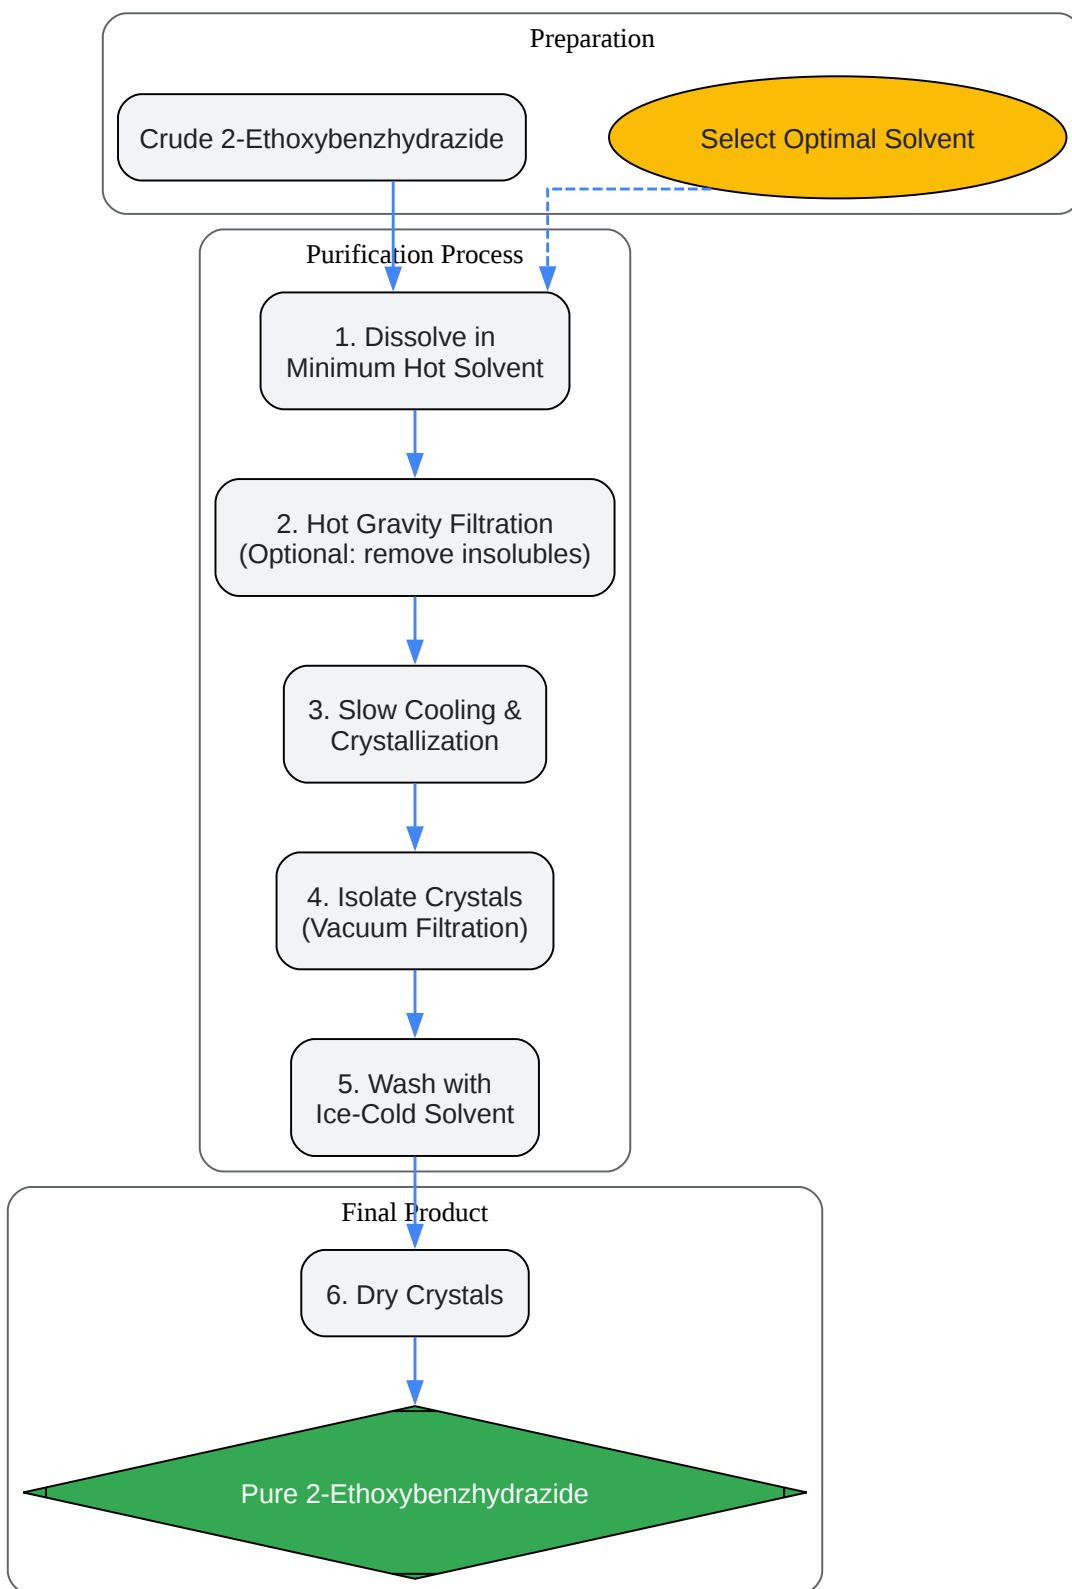 Preparation
Crude 2-Ethoxybenzhydrazide
Select Optimal Solvent
Purification Process
1. Dissolve in
Minimum Hot Solvent
2. Hot Gravity Filtration
(Optional: remove insolubles)
3. Slow Cooling &
Crystallization
4. Isolate Crystals
(Vacuum Filtration)
5. Wash with
Ice-Cold Solvent
Final Product
6. Dry Crystals
Pure 2-Ethoxybenzhydrazide